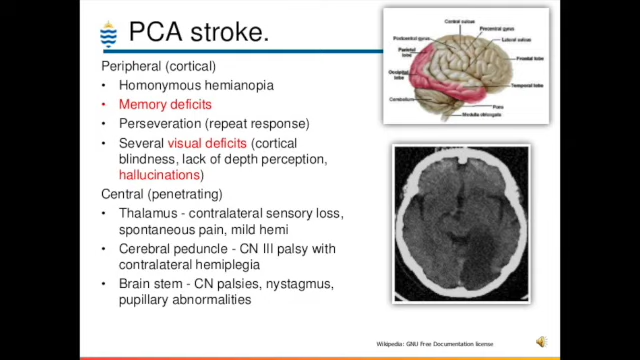 PCA stroke.
Peripheral (cortical)
• Homonymous hemianopia
• Memory deficits
• Perseveration (repeat response)
• Several visual deficits (cortical
blindness, lack of depth perception,
hallucinations)
Central (penetrating)
• Thalamus - contralateral sensory loss,
spontaneous pain, mild hemi
• Cerebral peduncle - CN III palsy with
contralateral hemiplegia
• Brain stem - CN palsies, nystagmus,
pupillary abnormalities
Central sulcus
Postcentral gyrus
Precentral gyrus
Parietal
lobe
Lateral sulcus
Frontal lobe
Occipital
lobe
Temporal lobe
Cerebellum
Pons
Medulla oblongata
Wikipedia: GNU Free Documentation license